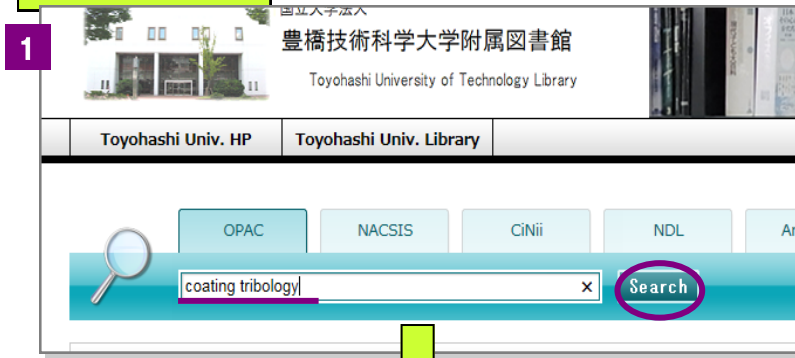 国立大学法人
1
豊橋技術科学大学附属図書館
Toyohashi University of Technology Library
Toyohashi Univ. HP Toyohashi Univ. Library
OPAC NACSIS CiNii NDL
coating tribology × Search